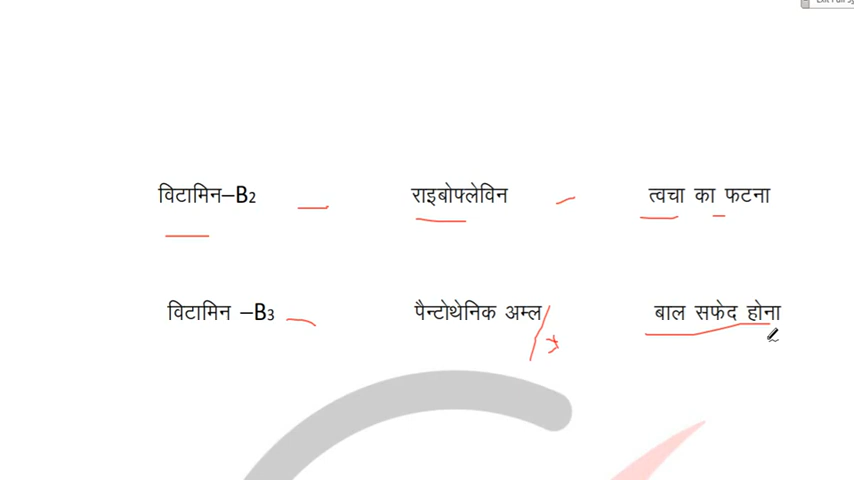 विटामिन–B2 राइबोफ्लेविन त्वचा का फटना
विटामिन –B3 पैन्टोथेनिक अम्ल बाल सफेद होना